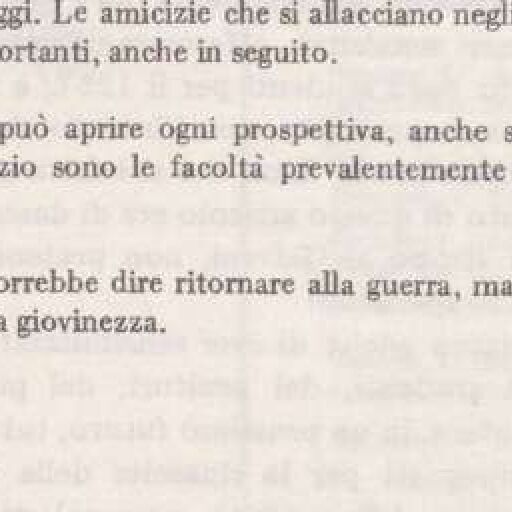 ggi. Le amicizie che si allacciano negli
ortanti, anche in seguito.
può aprire ogni prospettiva, anche s
zio sono le facoltà prevalentemente
orrebbe dire ritornare alla guerra, ma
a giovinezza.